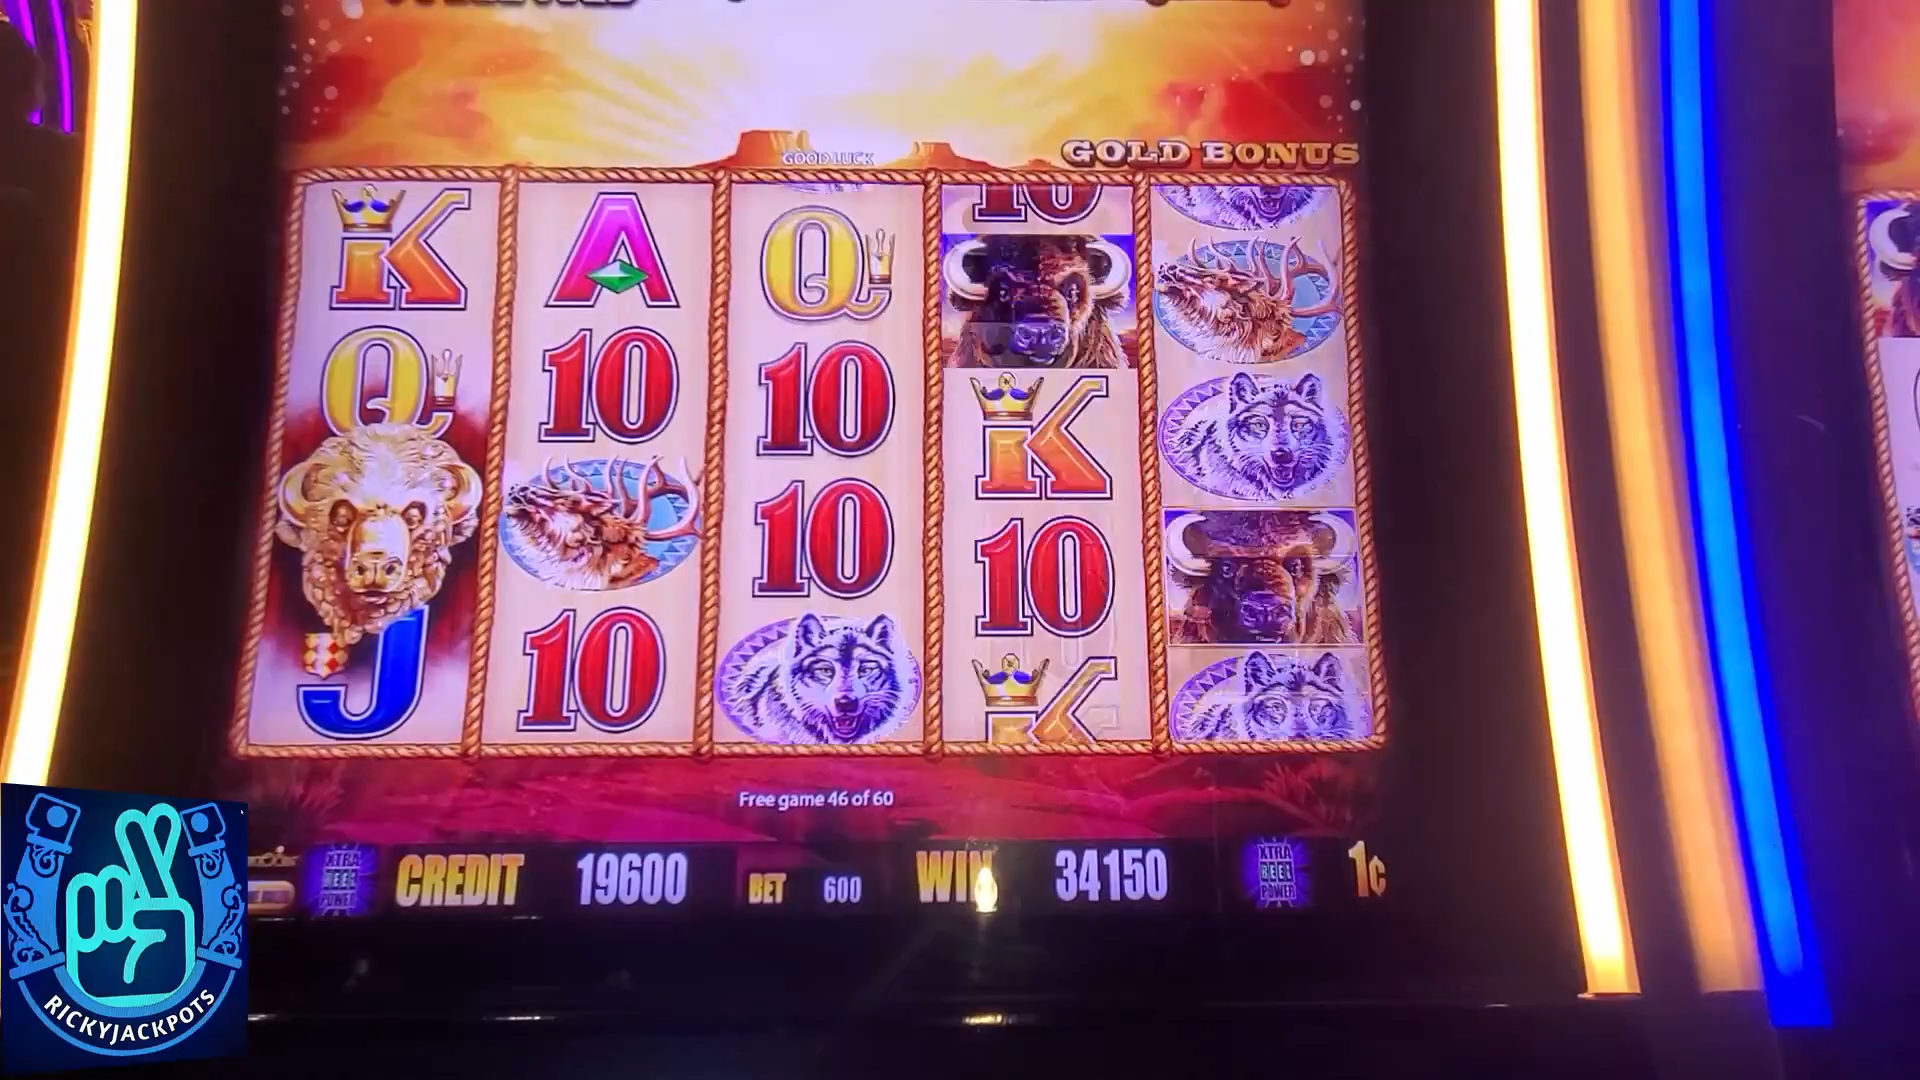 GOOD LUCK
GOLD BONUS
K A Q 10
10 10
Q K
10 10
J 10 K
Free game 46 of 60
XTRA REEL POWER CREDIT 19600 BET 600 WIN 34150 XTRA REEL POWER 1¢
RICKYJACKPOTS